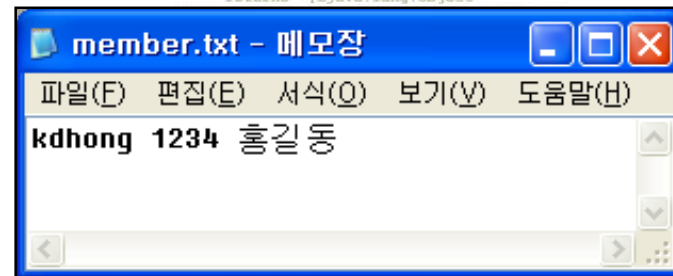 member.txt - 메모장
파일(F) 편집(E) 서식(O) 보기(V) 도움말(H)
kdhong 1234 홍길동